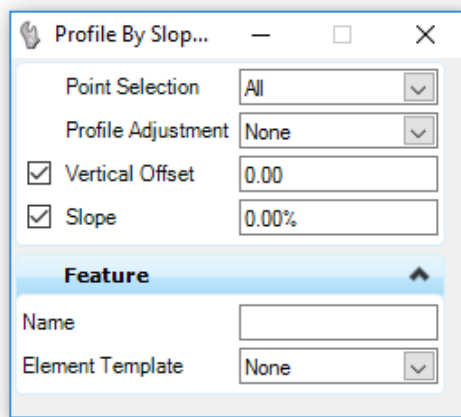 Profile By Slop...
Point Selection All
Profile Adjustment None
Vertical Offset 0.00
Slope 0.00%
Feature
Name
Element Template None